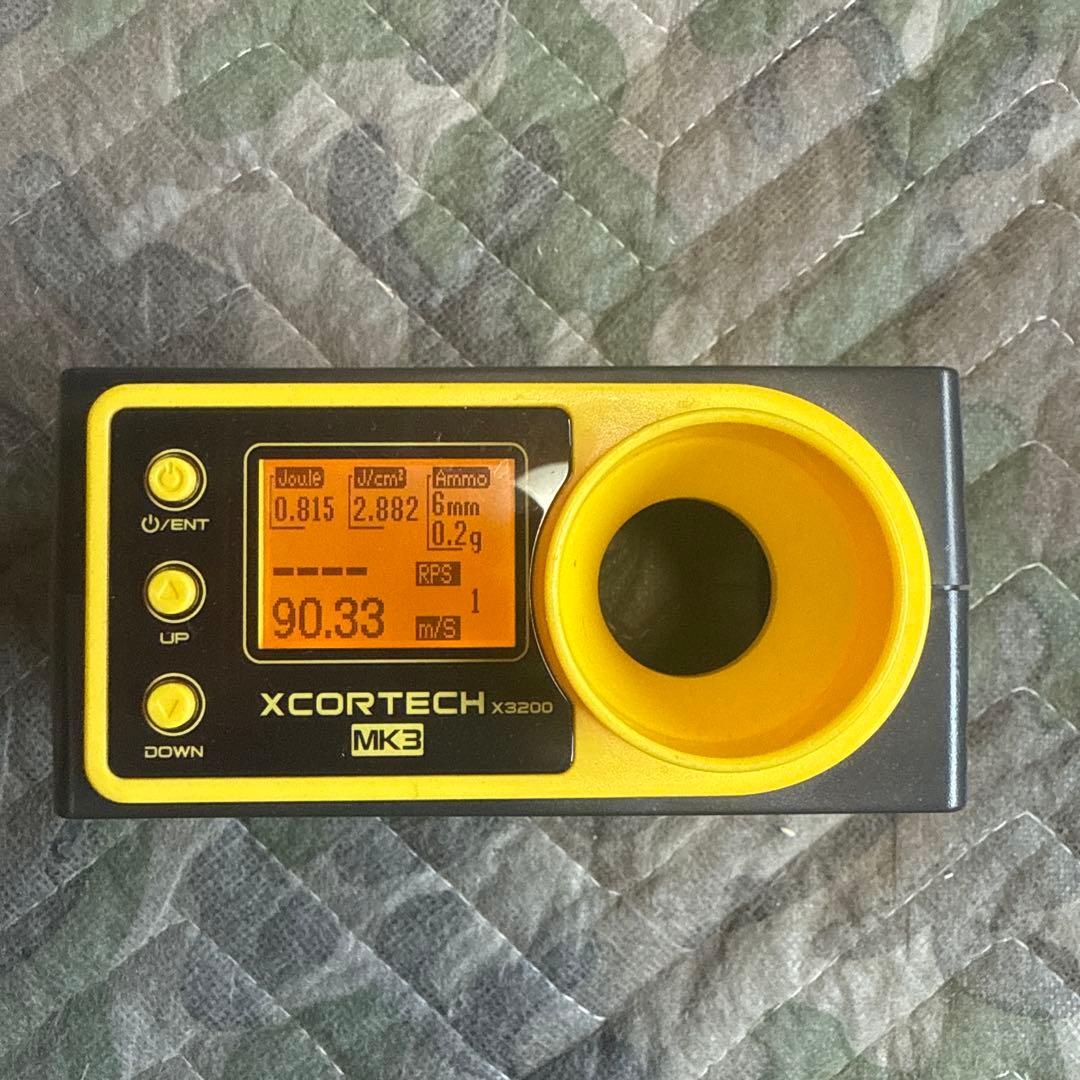 Joule J/cm² Ammo
0.815 2.882 6mm
0.2g
---- RPS
1
90.33 m/S
⏻/ENT
UP
DOWN
XCORTECH X3200
MK3